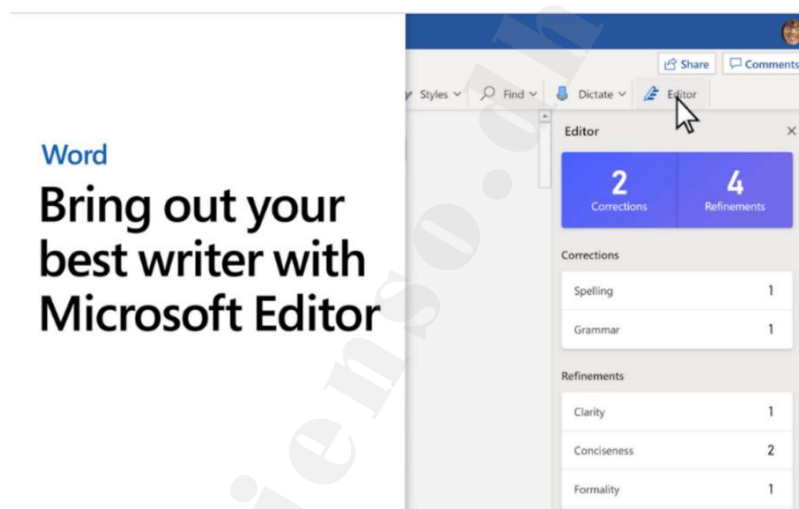 Word
Bring out your
best writer with
Microsoft Editor
Share Comments
Styles Find Dictate Editor
Editor
2 4
Corrections Refinements
Corrections
Spelling 1
Grammar 1
Refinements
Clarity 1
Conciseness 2
Formality 1